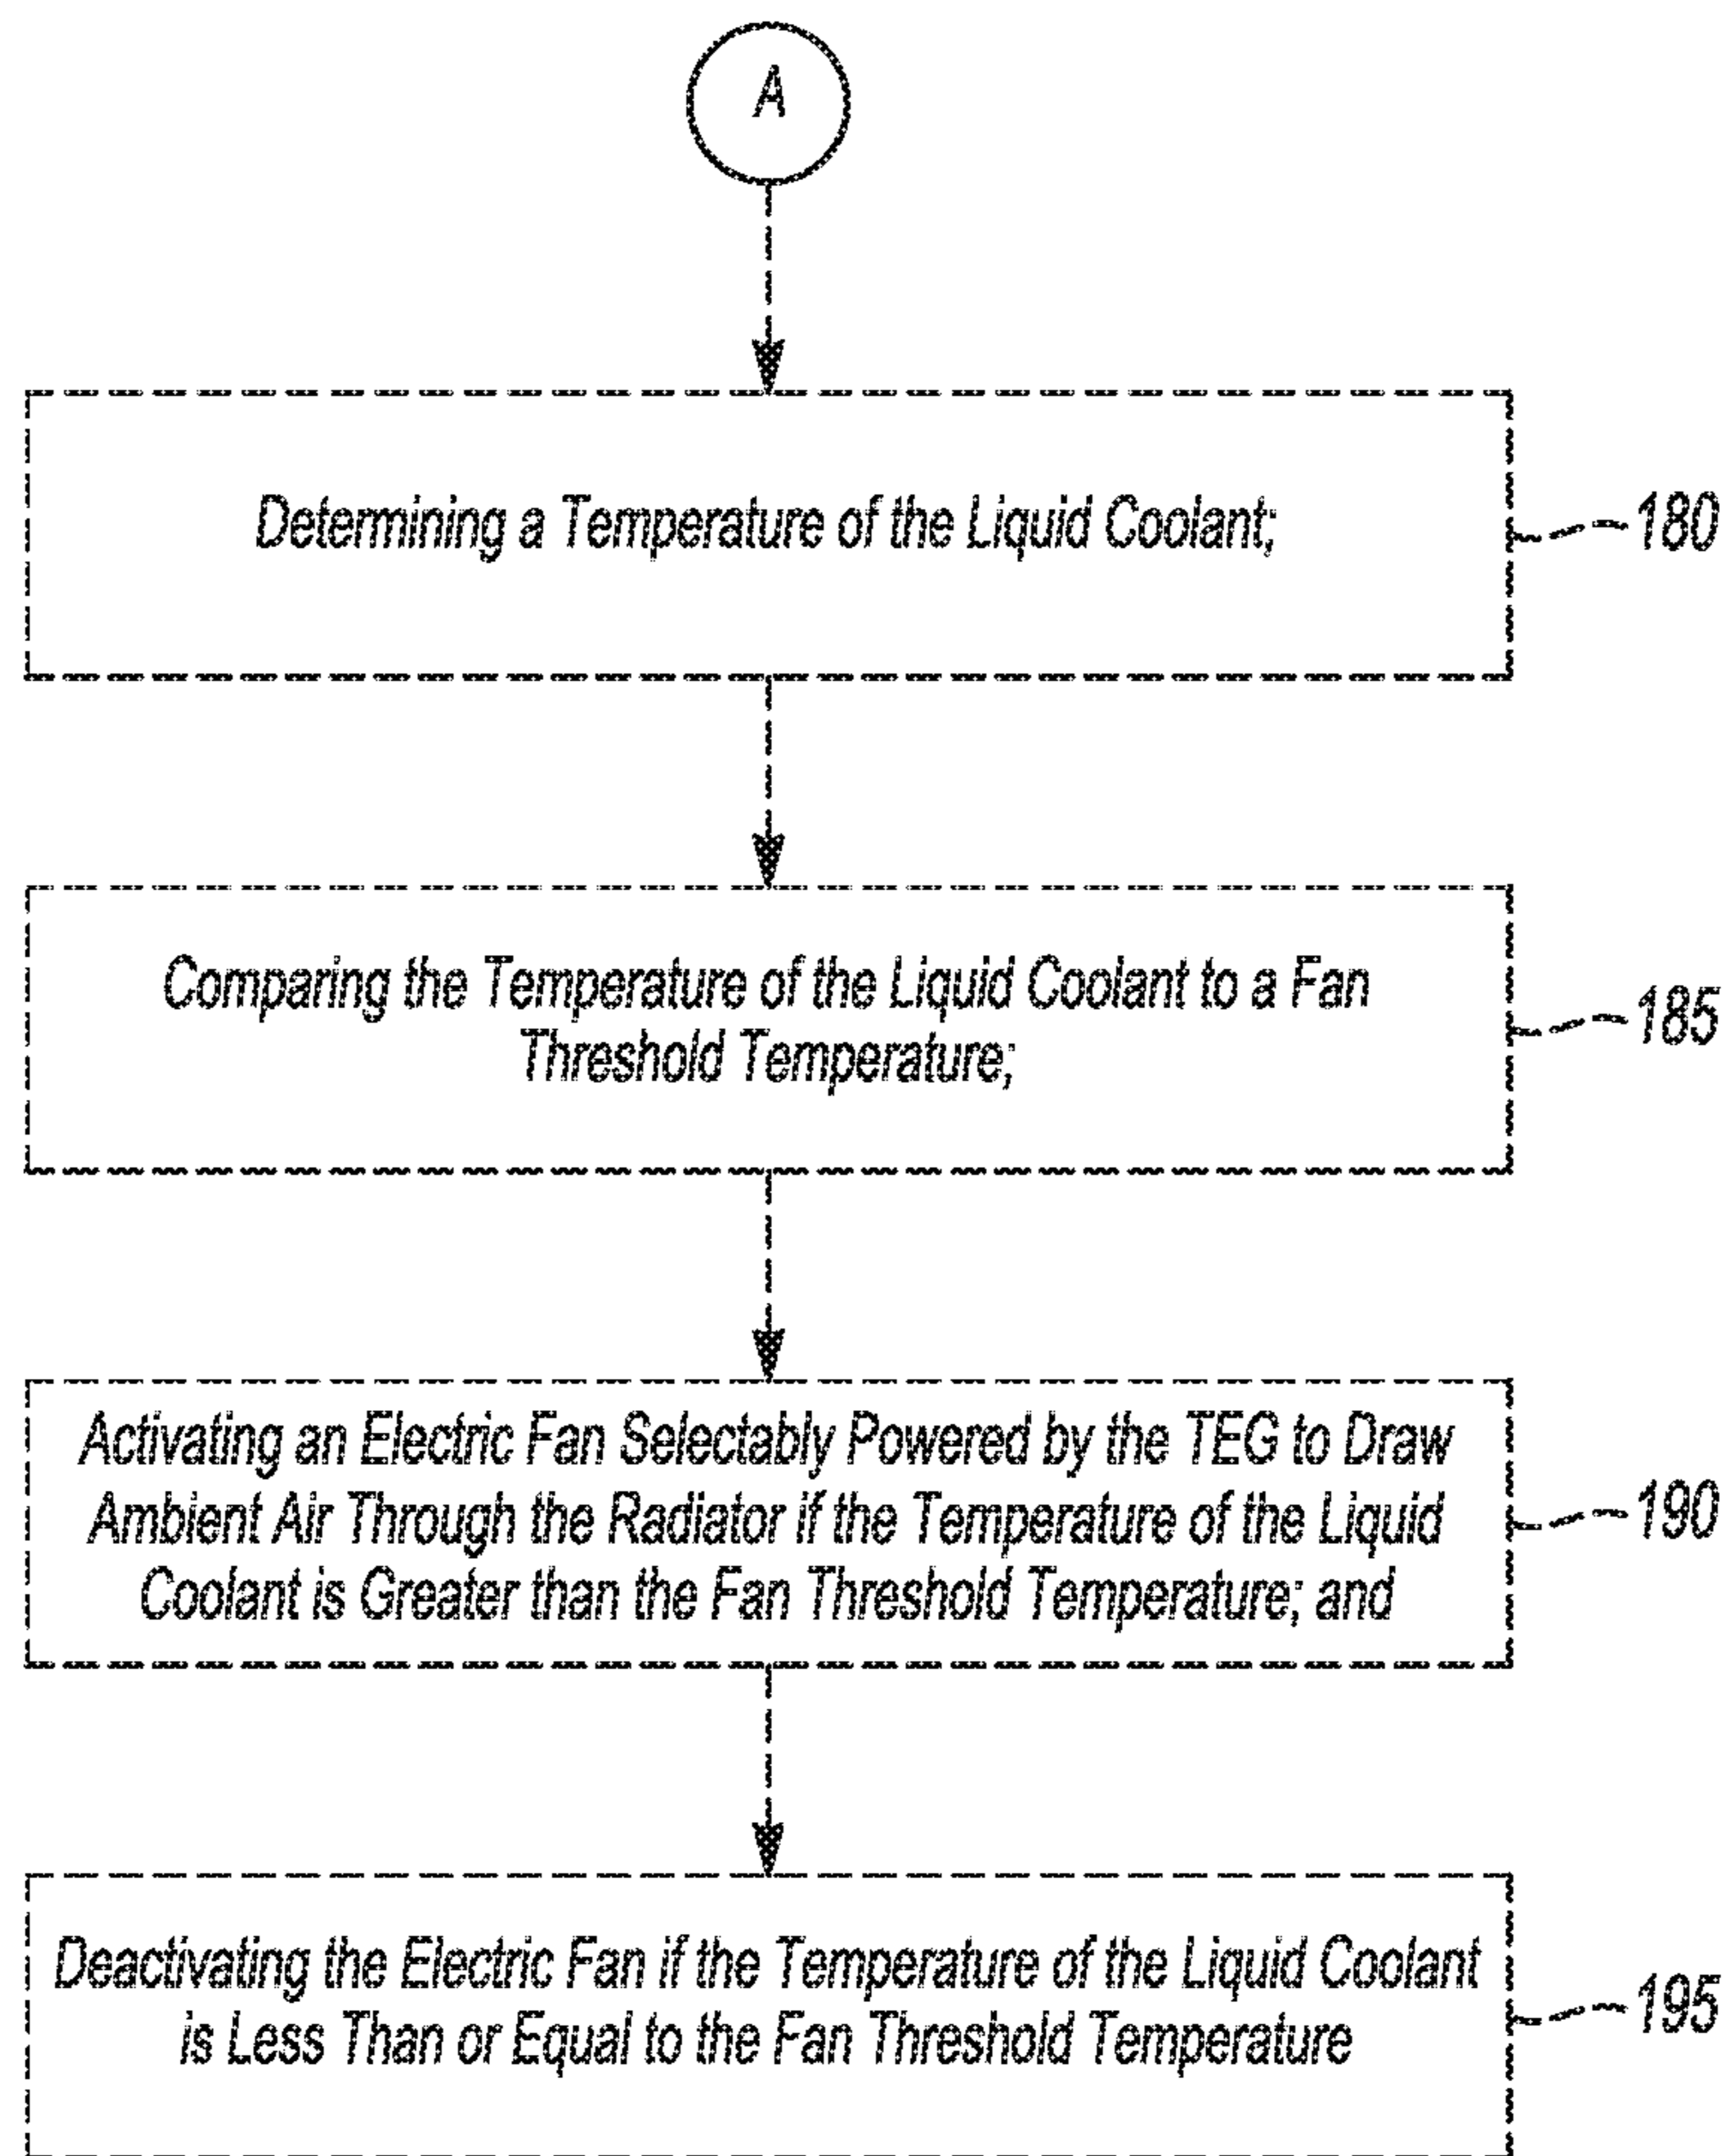 A
Determining a Temperature of the Liquid Coolant;
180
Comparing the Temperature of the Liquid Coolant to a Fan
Threshold Temperature;
185
Activating an Electric Fan Selectably Powered by the TEG to Draw
Ambient Air Through the Radiator if the Temperature of the Liquid
Coolant is Greater than the Fan Threshold Temperature; and
190
Deactivating the Electric Fan if the Temperature of the Liquid Coolant
is Less Than or Equal to the Fan Threshold Temperature
195